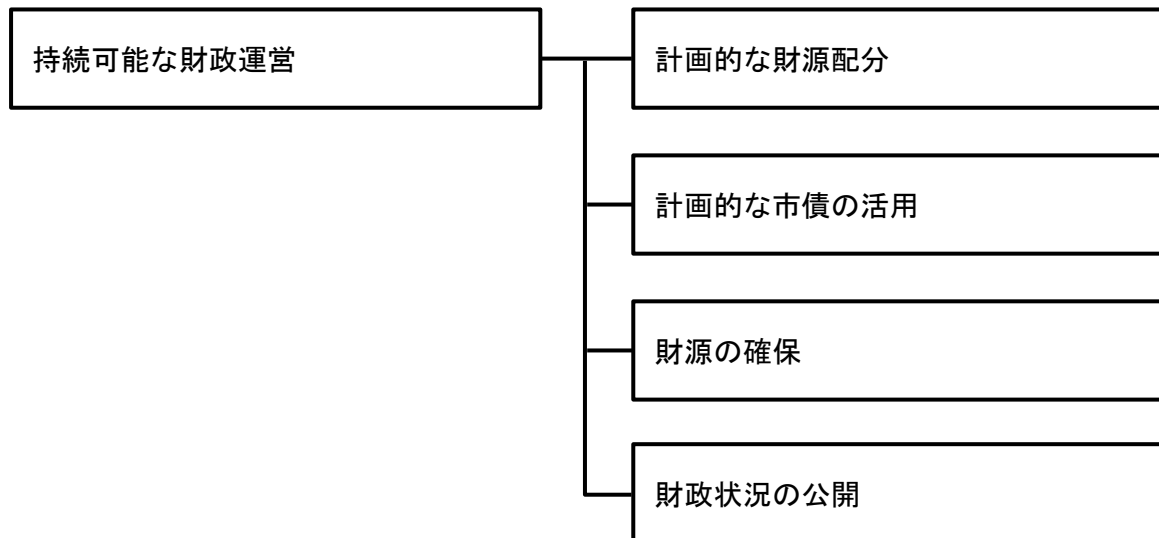 持続可能な財政運営
計画的な財源配分
計画的な市債の活用
財源の確保
財政状況の公開